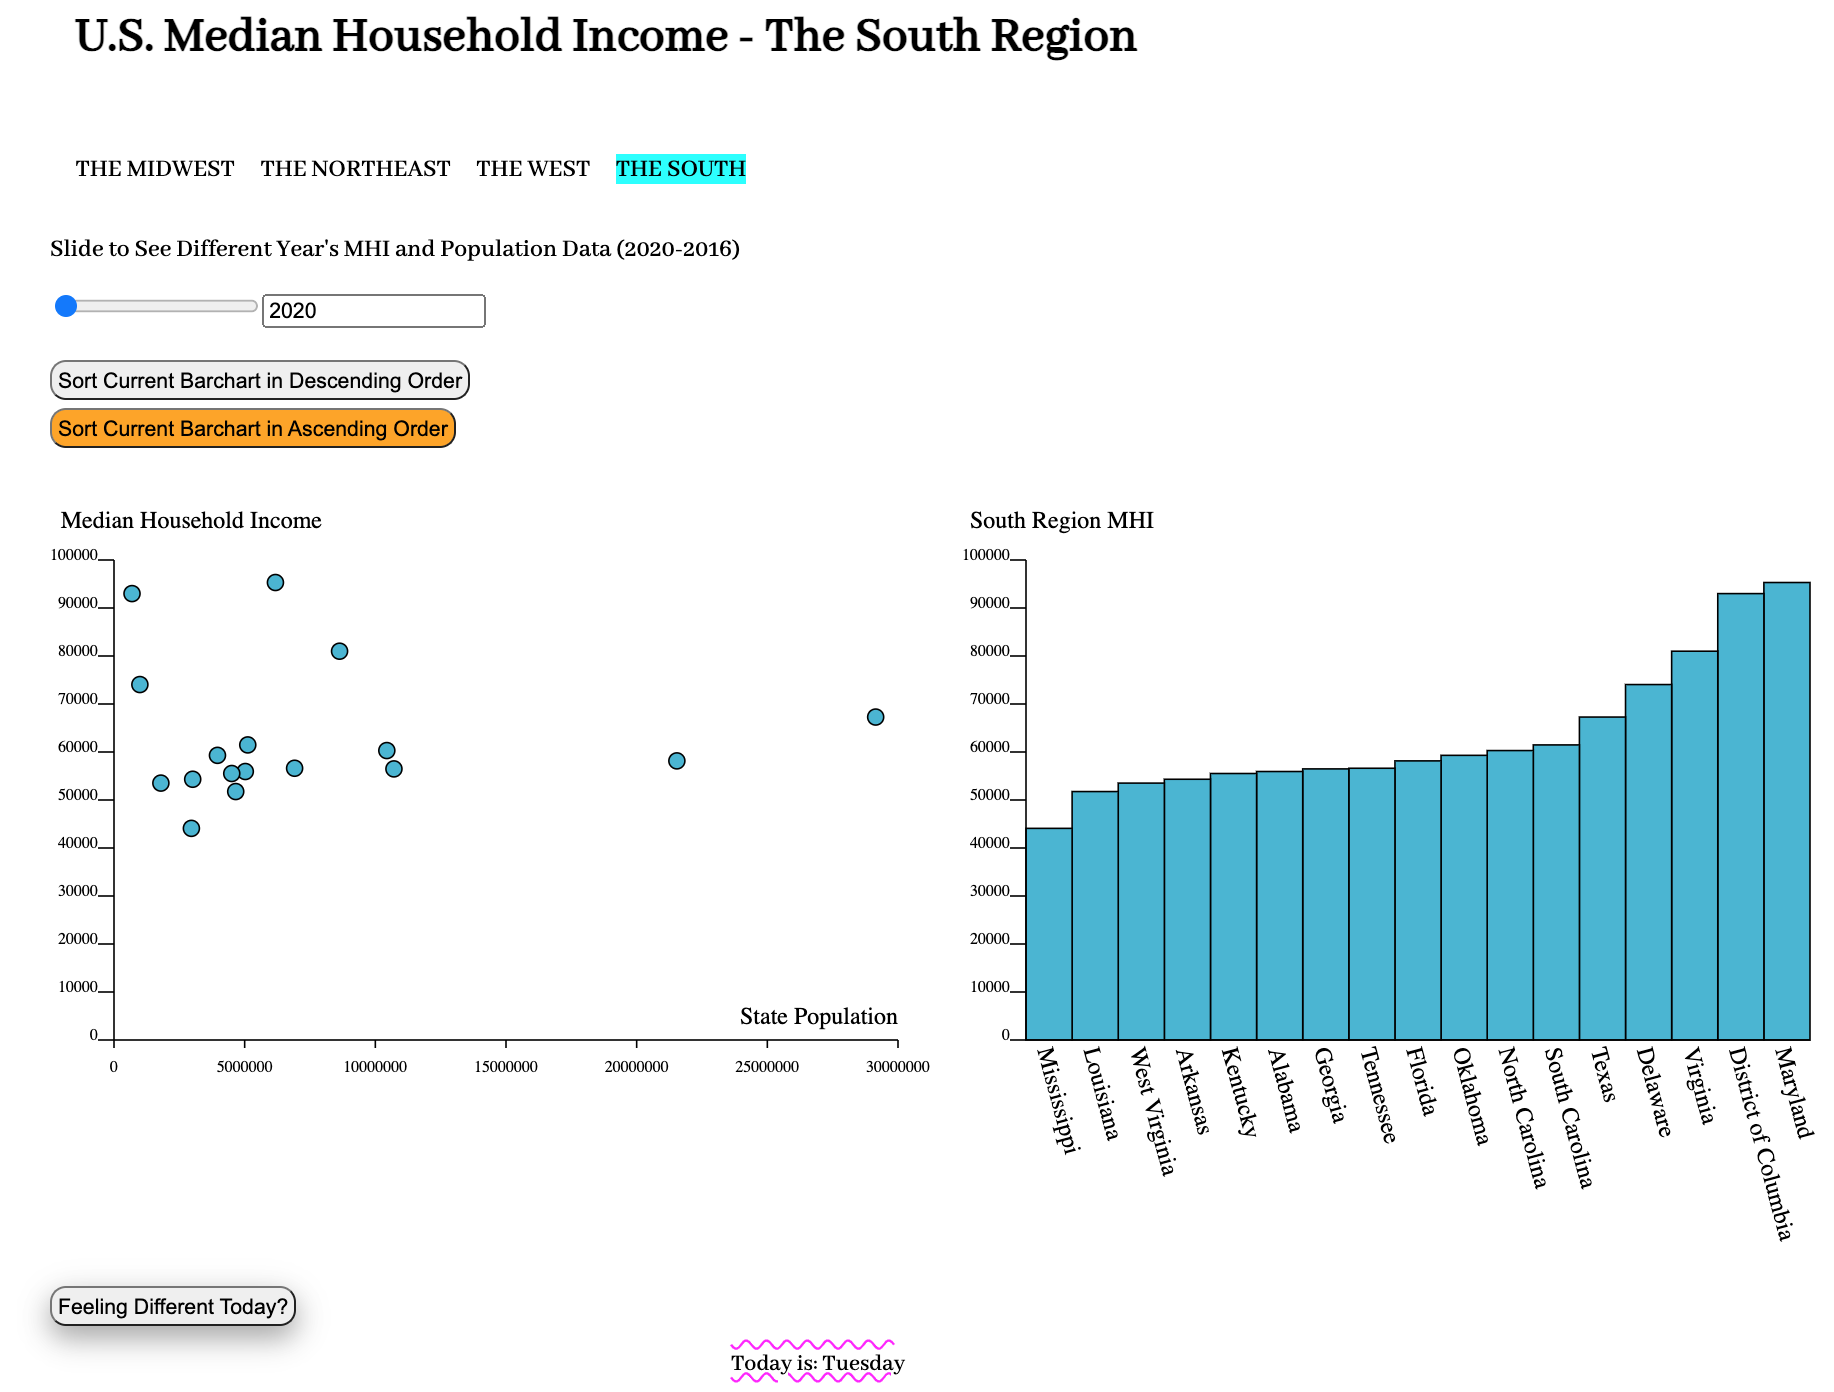 U.S. Median Household Income - The South Region
THE MIDWEST THE NORTHEAST THE WEST THE SOUTH
Slide to See Different Year's MHI and Population Data (2020-2016)
2020
Sort Current Barchart in Descending Order
Sort Current Barchart in Ascending Order
Median Household Income
100000
90000
80000
70000
60000
50000
40000
30000
20000
10000
0
State Population
0 5000000 10000000 15000000 20000000 25000000 30000000
South Region MHI
100000
90000
80000
70000
60000
50000
40000
30000
20000
10000
0
Mississippi
Louisiana
West Virginia
Arkansas
Kentucky
Alabama
Georgia
Tennessee
Florida
Oklahoma
North Carolina
South Carolina
Texas
Delaware
Virginia
District of Columbia
Maryland
Feeling Different Today?
Today is: Tuesday